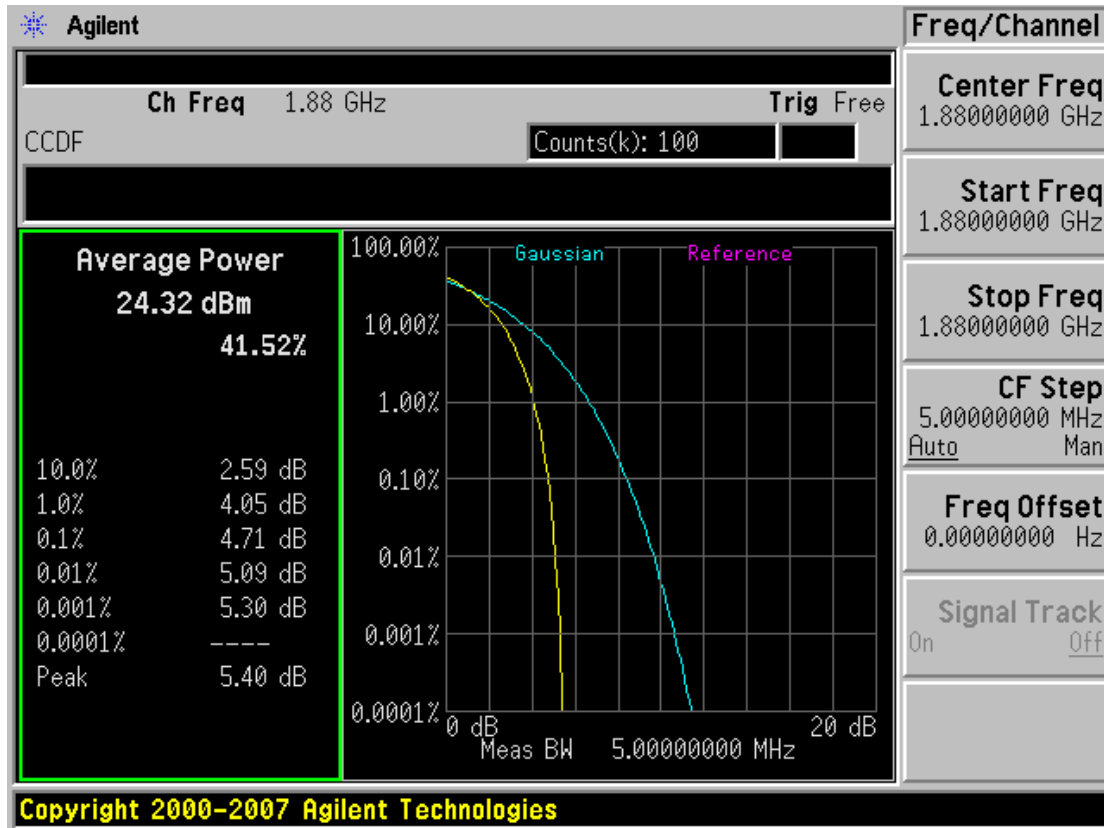 Agilent
Ch Freq 1.88 GHz Trig Free
CCDF Counts(k): 100
Average Power
24.32 dBm
41.52%
10.0% 2.59 dB
1.0% 4.05 dB
0.1% 4.71 dB
0.01% 5.09 dB
0.001% 5.30 dB
0.0001% ----
Peak 5.40 dB
Gaussian Reference
100.00%
10.00%
1.00%
0.10%
0.01%
0.001%
0.0001%
0 dB 20 dB
Meas BW 5.00000000 MHz
Freq/Channel
Center Freq
1.88000000 GHz
Start Freq
1.88000000 GHz
Stop Freq
1.88000000 GHz
CF Step
5.00000000 MHz
Auto Man
Freq Offset
0.00000000 Hz
Signal Track
On Off
Copyright 2000-2007 Agilent Technologies